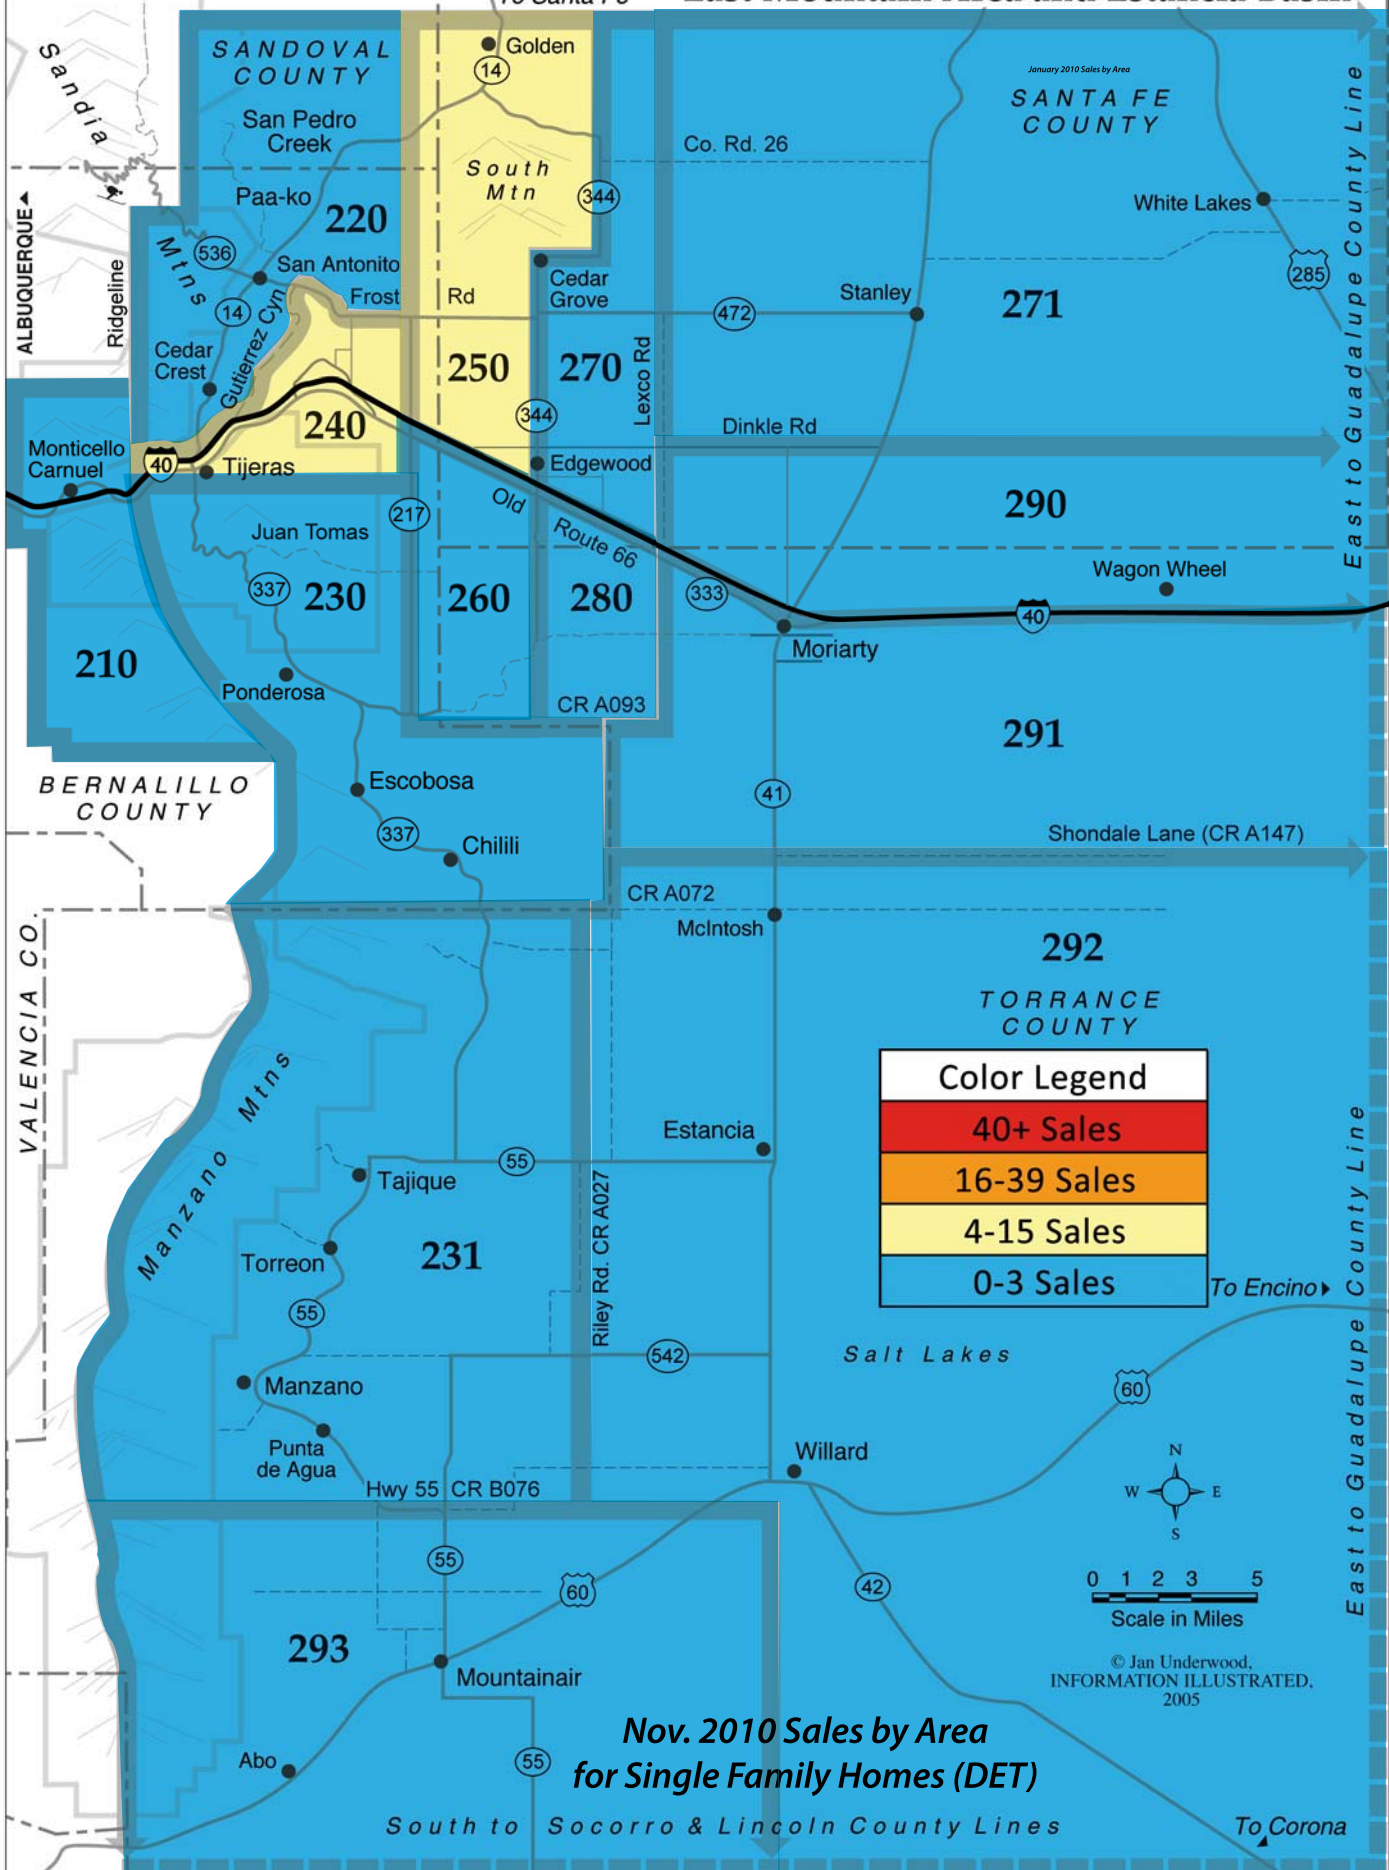 East Mountain Area and Estancia Basin
January 2010 Sales by Area
Sandia
Mtns
SANDOVAL
COUNTY
San Pedro
Creek
Paa-ko
220
Golden
14
South
Mtn
344
Co. Rd. 26
SANTA FE
COUNTY
White Lakes
285
East to Guadalupe County Line
ALBUQUERQUE
Ridgeline
536
San Antonito
14
Gutierrez Cyn
Frost
Rd
Cedar
Grove
472
Stanley
271
Cedar
Crest
250
270
Lexco Rd
344
240
Dinkle Rd
Monticello
Carnuel
40
Tijeras
Edgewood
290
217
Old
Route 66
Juan Tomas
337
230
260
280
333
Wagon Wheel
40
Moriarty
210
Ponderosa
CR A093
291
BERNALILLO
COUNTY
Escobosa
41
337
Chilili
Shondale Lane (CR A147)
CR A072
McIntosh
292
VALENCIA CO.
TORRANCE
COUNTY
Color Legend
40+ Sales
16-39 Sales
4-15 Sales
0-3 Sales
Manzano Mtns
Estancia
55
Tajique
Riley Rd. CR A027
Torreon
231
To Encino
55
542
Salt Lakes
60
East to Guadalupe County Line
Manzano
Punta
de Agua
Willard
Hwy 55
CR B076
N
W
E
S
55
60
42
0 1 2 3 5
Scale in Miles
293
© Jan Underwood,
INFORMATION ILLUSTRATED,
2005
Mountainair
Nov. 2010 Sales by Area
for Single Family Homes (DET)
Abo
55
South to Socorro & Lincoln County Lines
To Corona